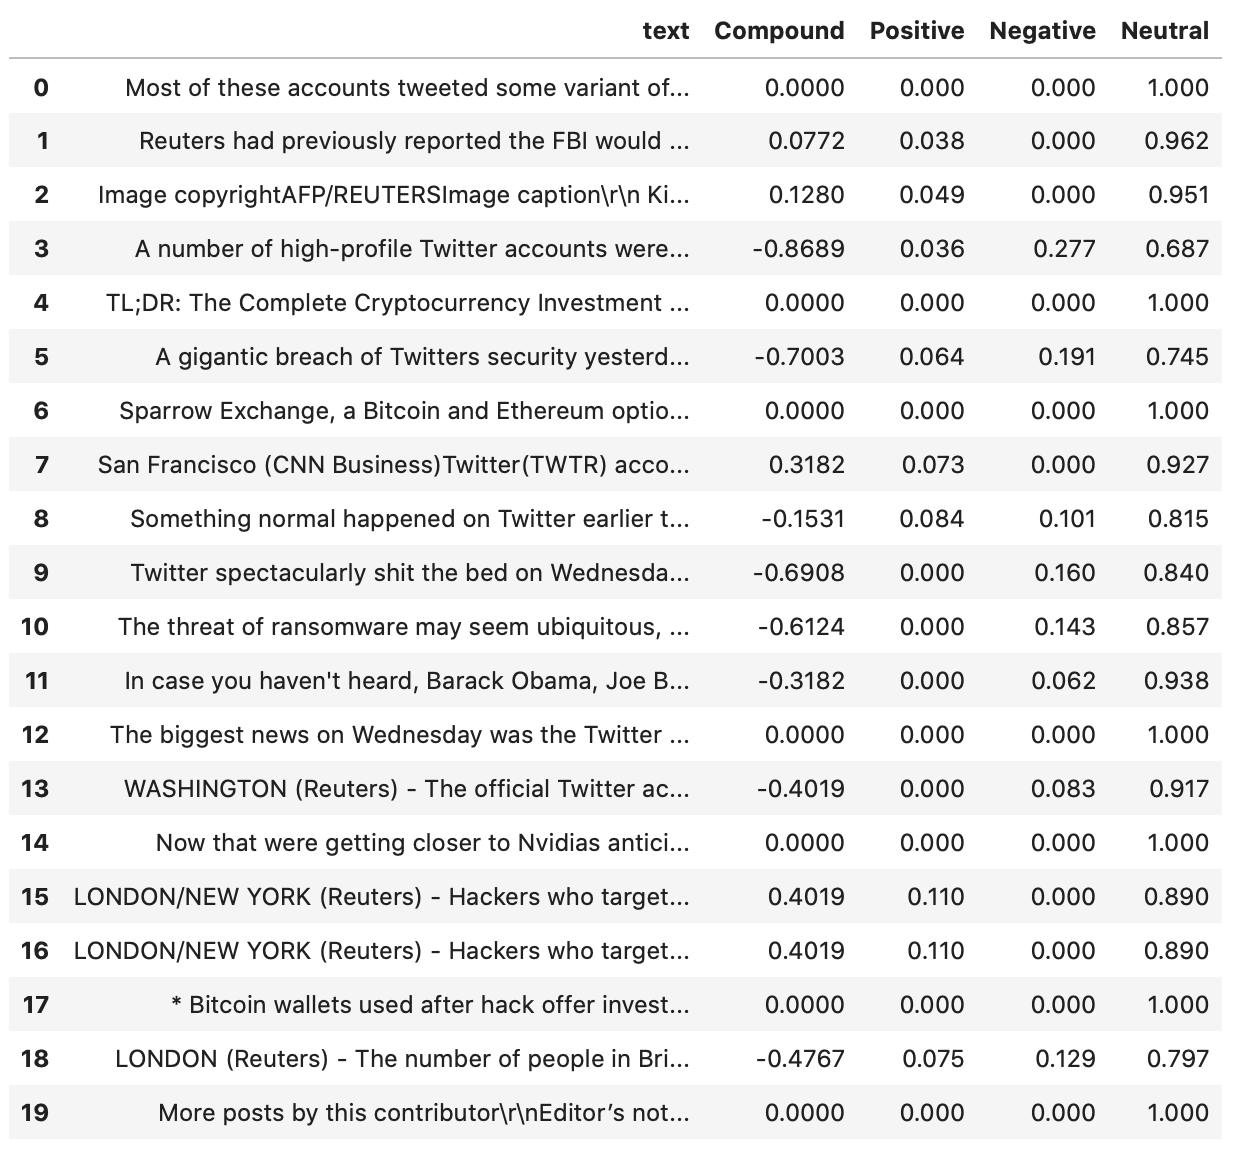 text Compound Positive Negative Neutral
0 Most of these accounts tweeted some variant of... 0.0000 0.000 0.000 1.000
1 Reuters had previously reported the FBI would ... 0.0772 0.038 0.000 0.962
2 Image copyrightAFP/REUTERSImage caption\r\n Ki... 0.1280 0.049 0.000 0.951
3 A number of high-profile Twitter accounts were... -0.8689 0.036 0.277 0.687
4 TL;DR: The Complete Cryptocurrency Investment ... 0.0000 0.000 0.000 1.000
5 A gigantic breach of Twitters security yesterd... -0.7003 0.064 0.191 0.745
6 Sparrow Exchange, a Bitcoin and Ethereum optio... 0.0000 0.000 0.000 1.000
7 San Francisco (CNN Business)Twitter(TWTR) acco... 0.3182 0.073 0.000 0.927
8 Something normal happened on Twitter earlier t... -0.1531 0.084 0.101 0.815
9 Twitter spectacularly shit the bed on Wednesda... -0.6908 0.000 0.160 0.840
10 The threat of ransomware may seem ubiquitous, ... -0.6124 0.000 0.143 0.857
11 In case you haven't heard, Barack Obama, Joe B... -0.3182 0.000 0.062 0.938
12 The biggest news on Wednesday was the Twitter ... 0.0000 0.000 0.000 1.000
13 WASHINGTON (Reuters) - The official Twitter ac... -0.4019 0.000 0.083 0.917
14 Now that were getting closer to Nvidias antici... 0.0000 0.000 0.000 1.000
15 LONDON/NEW YORK (Reuters) - Hackers who target... 0.4019 0.110 0.000 0.890
16 LONDON/NEW YORK (Reuters) - Hackers who target... 0.4019 0.110 0.000 0.890
17 * Bitcoin wallets used after hack offer invest... 0.0000 0.000 0.000 1.000
18 LONDON (Reuters) - The number of people in Bri... -0.4767 0.075 0.129 0.797
19 More posts by this contributor\r\nEditor’s not... 0.0000 0.000 0.000 1.000